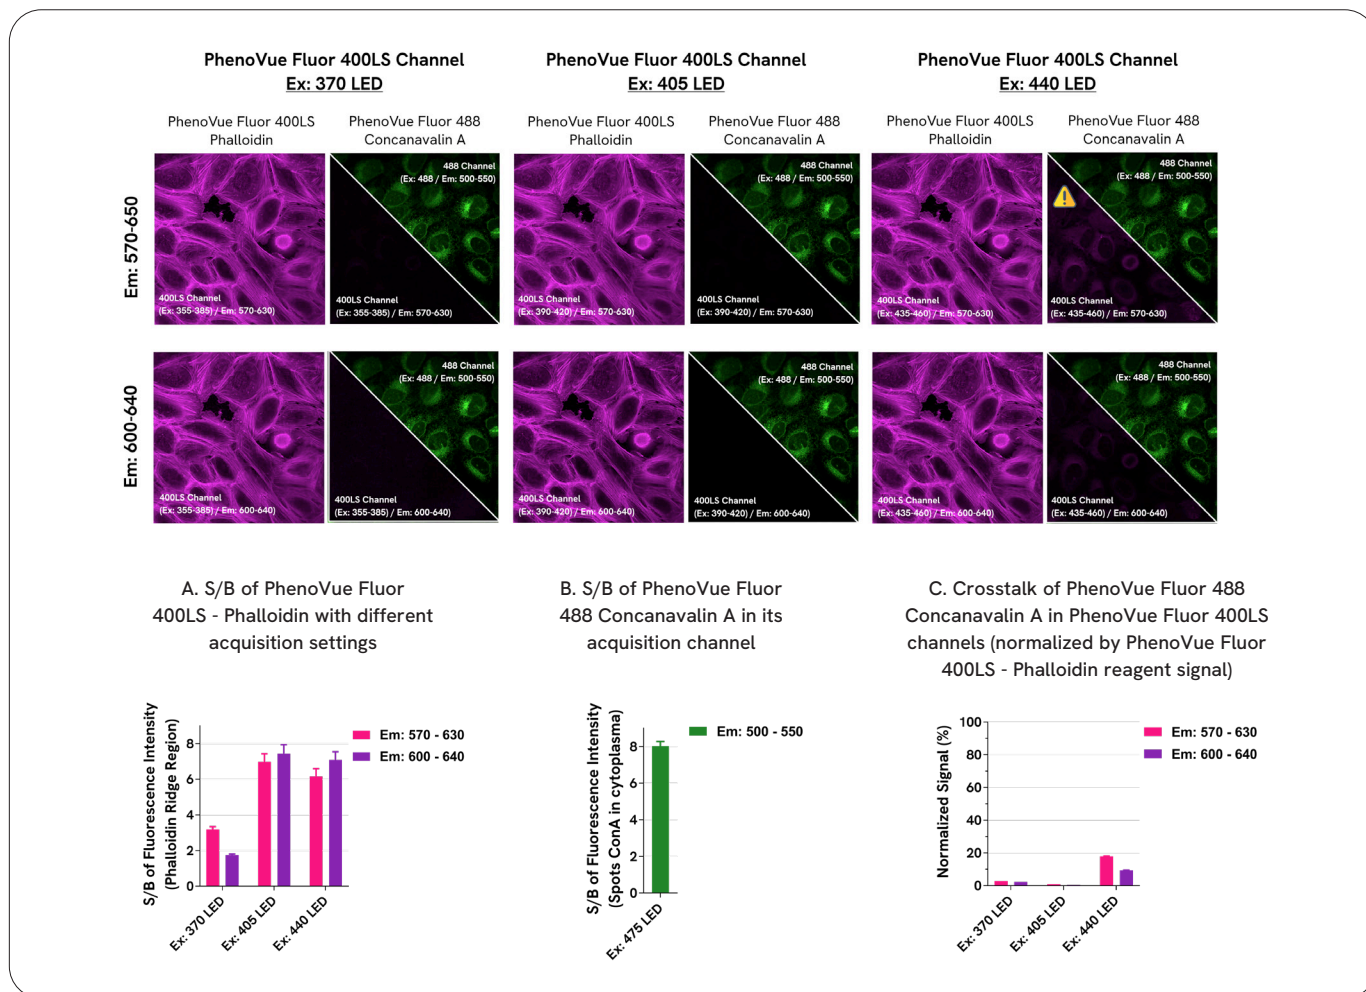 PhenoVue Fluor 400LS Channel
Ex: 370 LED
PhenoVue Fluor 400LS Channel
Ex: 405 LED
PhenoVue Fluor 400LS Channel
Ex: 440 LED
PhenoVue Fluor 400LS
Phalloidin
PhenoVue Fluor 488
Concanavalin A
PhenoVue Fluor 400LS
Phalloidin
PhenoVue Fluor 488
Concanavalin A
PhenoVue Fluor 400LS
Phalloidin
PhenoVue Fluor 488
Concanavalin A
Em: 570-650
400LS Channel
(Ex: 355-385) / Em: 570-630)
488 Channel
(Ex: 488 / Em: 500-550)
400LS Channel
(Ex: 355-385) / Em: 570-630)
400LS Channel
(Ex: 390-420) / Em: 570-630)
488 Channel
(Ex: 488 / Em: 500-550)
400LS Channel
(Ex: 390-420) / Em: 570-630)
400LS Channel
(Ex: 435-460) / Em: 570-630)
488 Channel
(Ex: 488 / Em: 500-550)
400LS Channel
(Ex: 435-460) / Em: 570-630)
Em: 600-640
400LS Channel
(Ex: 355-385) / Em: 600-640)
488 Channel
(Ex: 488 / Em: 500-550)
400LS Channel
(Ex: 355-385) / Em: 600-640)
400LS Channel
(Ex: 390-420) / Em: 600-640)
488 Channel
(Ex: 488 / Em: 500-550)
400LS Channel
(Ex: 390-420) / Em: 600-640)
400LS Channel
(Ex: 435-460) / Em: 600-640)
488 Channel
(Ex: 488 / Em: 500-550)
400LS Channel
(Ex: 435-460) / Em: 600-640)
A. S/B of PhenoVue Fluor
400LS - Phalloidin with different
acquisition settings
S/B of Fluorescence Intensity
(Phalloidin Ridge Region)
8
6
4
2
0
Ex: 370 LED
Ex: 405 LED
Ex: 440 LED
Em: 570 - 630
Em: 600 - 640
B. S/B of PhenoVue Fluor
488 Concanavalin A in its
acquisition channel
S/B of Fluorescence Intensity
(Spots ConA in cytoplasma)
8
6
4
2
0
Ex: 475 LED
Em: 500 - 550
C. Crosstalk of PhenoVue Fluor 488
Concanavalin A in PhenoVue Fluor 400LS
channels (normalized by PhenoVue Fluor
400LS - Phalloidin reagent signal)
Normalized Signal (%)
100
80
60
40
20
0
Ex: 370 LED
Ex: 405 LED
Ex: 440 LED
Em: 570 - 630
Em: 600 - 640